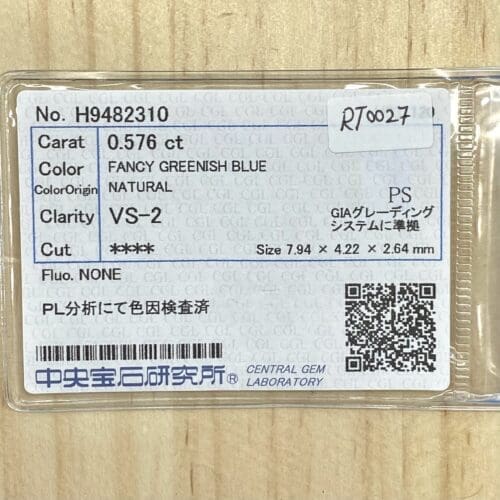 No. H9482310
RT0027
120
Carat 0.576 ct
Color FANCY GREENISH BLUE
ColorOrigin NATURAL
PS
Clarity VS-2
GIAグレーディング
システムに準拠
Cut ****
Size 7.94 × 4.22 × 2.64 mm
Fluo. NONE
PL分析にて色因検査済
中央宝石研究所®
CENTRAL GEM
LABORATORY